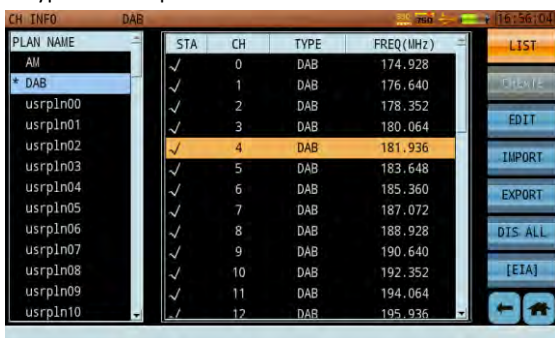 CH INFO DAB 16:56:04
PLAN NAME
AM
* DAB
usrpln00
usrpln01
usrpln02
usrpln03
usrpln04
usrpln05
usrpln06
usrpln07
usrpln08
usrpln09
usrpln10
STA CH TYPE FREQ(MHz)
√ 0 DAB 174.928
√ 1 DAB 176.640
√ 2 DAB 178.352
√ 3 DAB 180.064
√ 4 DAB 181.936
√ 5 DAB 183.648
√ 6 DAB 185.360
√ 7 DAB 187.072
√ 8 DAB 188.928
√ 9 DAB 190.640
√ 10 DAB 192.352
√ 11 DAB 194.064
√ 12 DAB 195.936
LIST
EDIT
IMPORT
EXPORT
DIS ALL
[EIA]